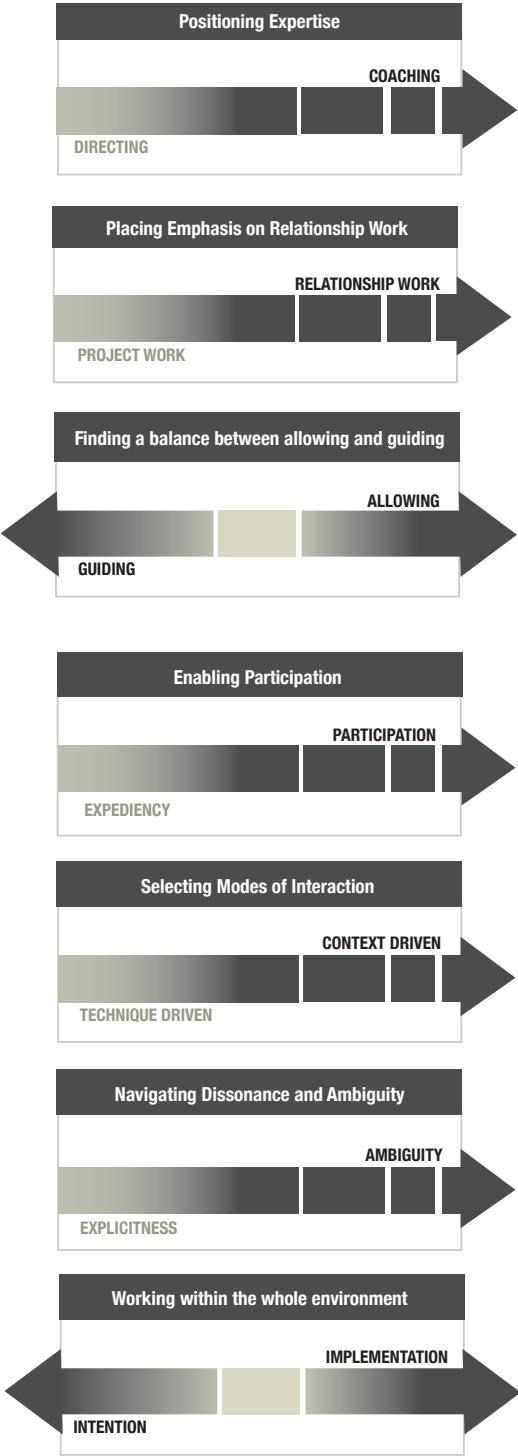 Positioning Expertise
COACHING
DIRECTING
Placing Emphasis on Relationship Work
RELATIONSHIP WORK
PROJECT WORK
Finding a balance between allowing and guiding
ALLOWING
GUIDING
Enabling Participation
PARTICIPATION
EXPEDIENCY
Selecting Modes of Interaction
CONTEXT DRIVEN
TECHNIQUE DRIVEN
Navigating Dissonance and Ambiguity
AMBIGUITY
EXPLICITNESS
Working within the whole environment
IMPLEMENTATION
INTENTION